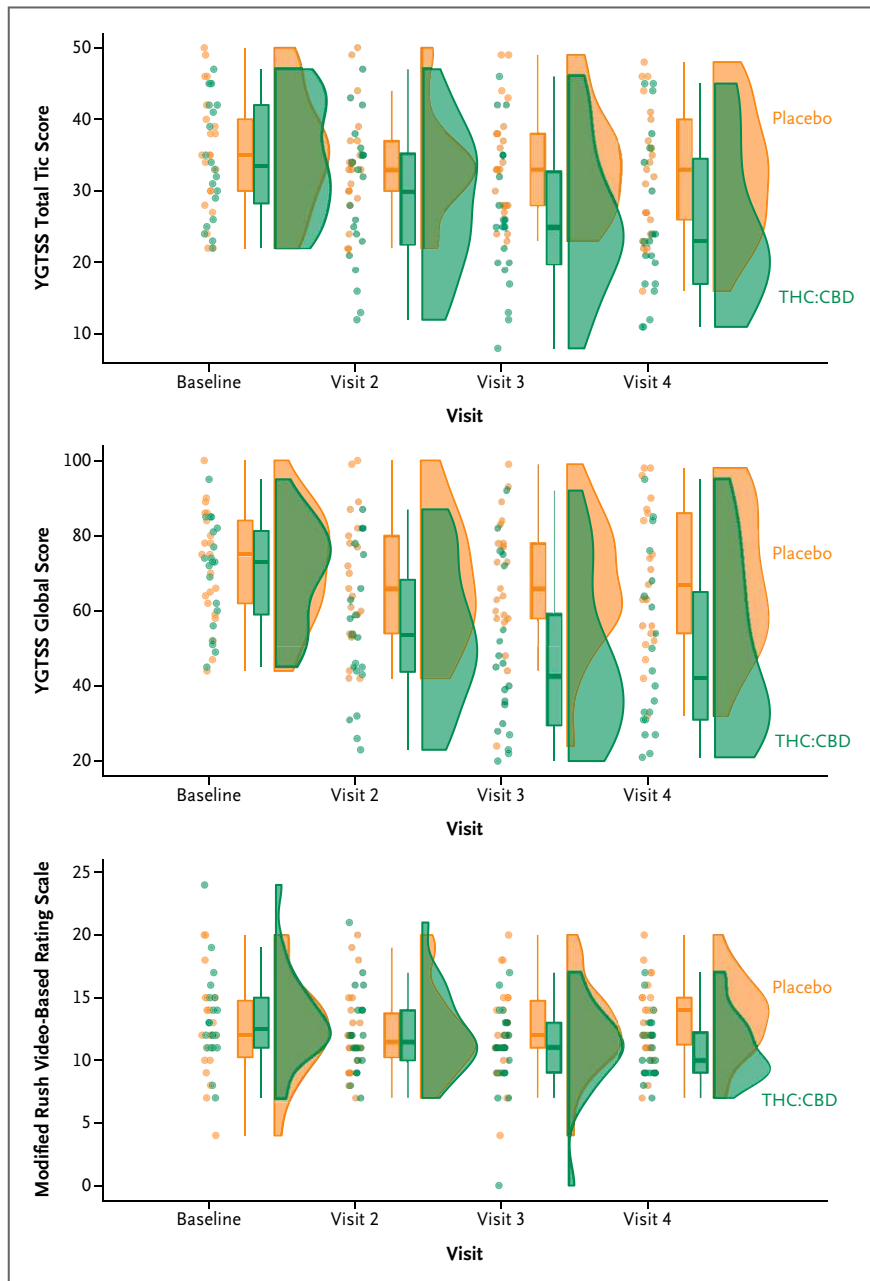 YGTSS Total Tic Score
50
40
30
20
10
Placebo
THC:CBD
Baseline
Visit 2
Visit 3
Visit 4
Visit
YGTSS Global Score
100
80
60
40
20
Placebo
THC:CBD
Baseline
Visit 2
Visit 3
Visit 4
Visit
Modified Rush Video-Based Rating Scale
25
20
15
10
5
0
Placebo
THC:CBD
Baseline
Visit 2
Visit 3
Visit 4
Visit